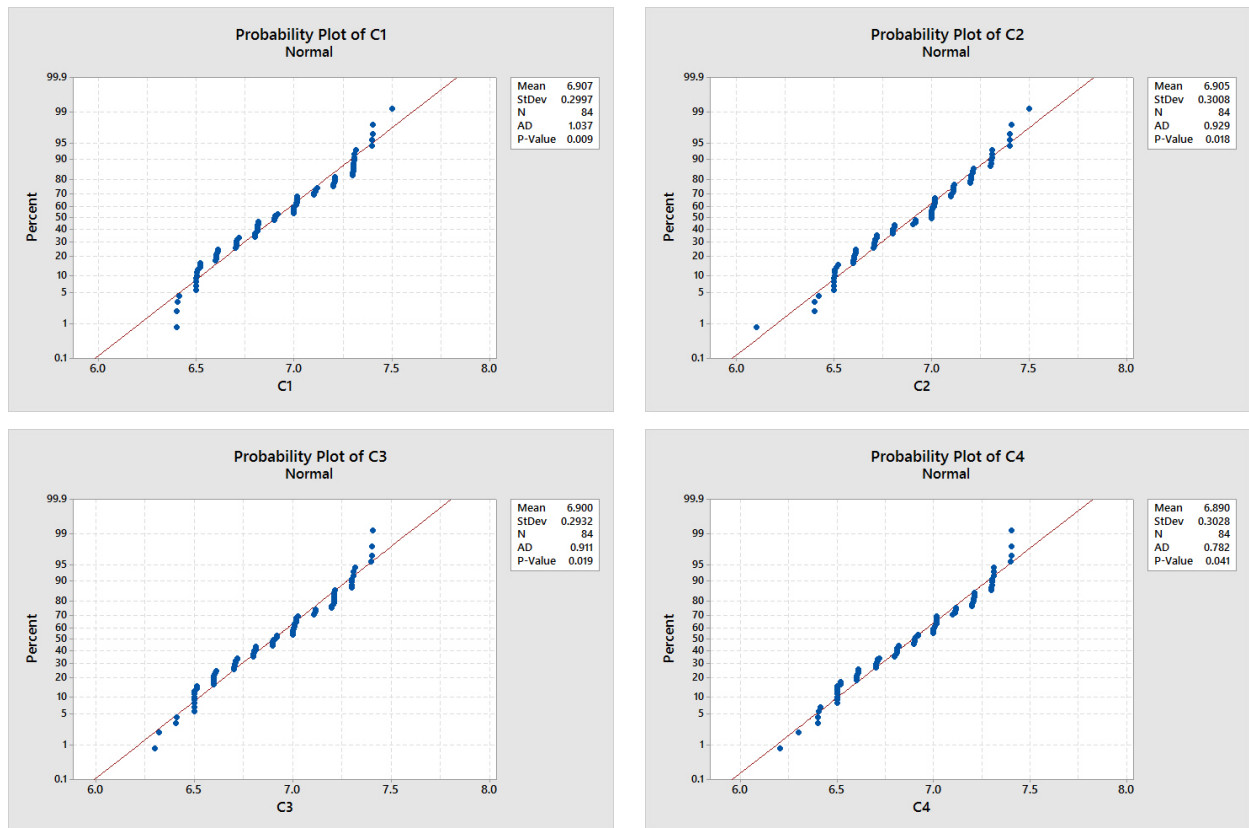 Probability Plot of C1
Normal
99.9
99
95
90
80
70
60
50
40
30
20
10
5
1
0.1
Percent
6.0 6.5 7.0 7.5 8.0
C1
Mean 6.907
StDev 0.2997
N 84
AD 1.037
P-Value 0.009
Probability Plot of C2
Normal
99.9
99
95
90
80
70
60
50
40
30
20
10
5
1
0.1
Percent
6.0 6.5 7.0 7.5 8.0
C2
Mean 6.905
StDev 0.3008
N 84
AD 0.929
P-Value 0.018
Probability Plot of C3
Normal
99.9
99
95
90
80
70
60
50
40
30
20
10
5
1
0.1
Percent
6.0 6.5 7.0 7.5 8.0
C3
Mean 6.900
StDev 0.2932
N 84
AD 0.911
P-Value 0.019
Probability Plot of C4
Normal
99.9
99
95
90
80
70
60
50
40
30
20
10
5
1
0.1
Percent
6.0 6.5 7.0 7.5 8.0
C4
Mean 6.890
StDev 0.3028
N 84
AD 0.782
P-Value 0.041